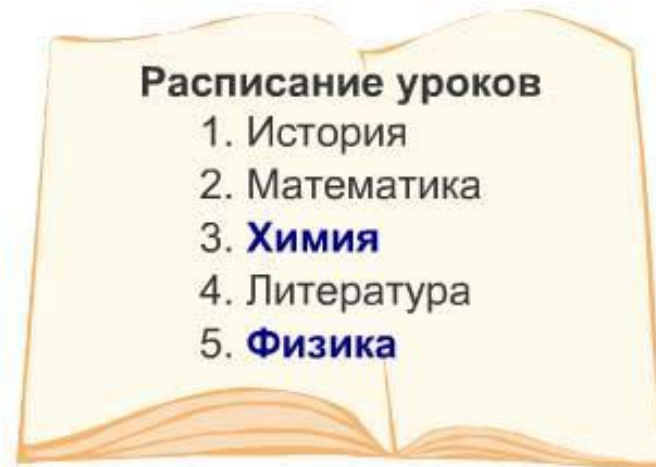 Расписание уроков
1. История
2. Математика
3. Химия
4. Литература
5. Физика